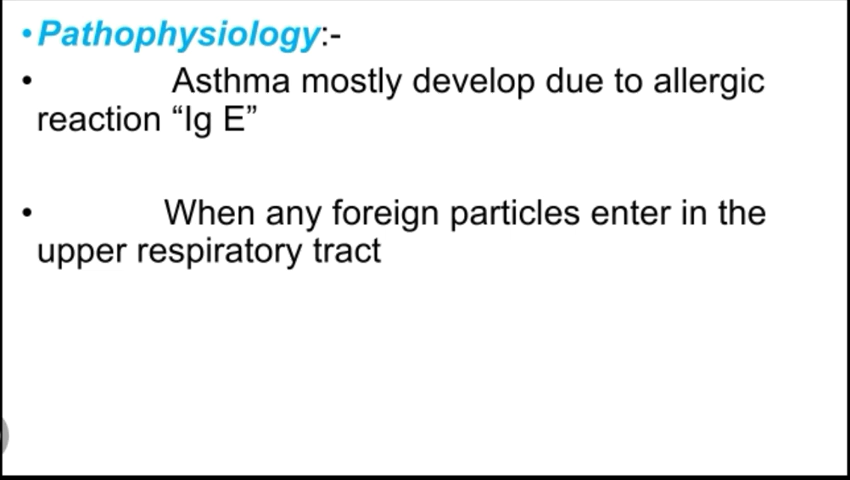 •Pathophysiology:-
• Asthma mostly develop due to allergic
reaction “Ig E”
• When any foreign particles enter in the
upper respiratory tract